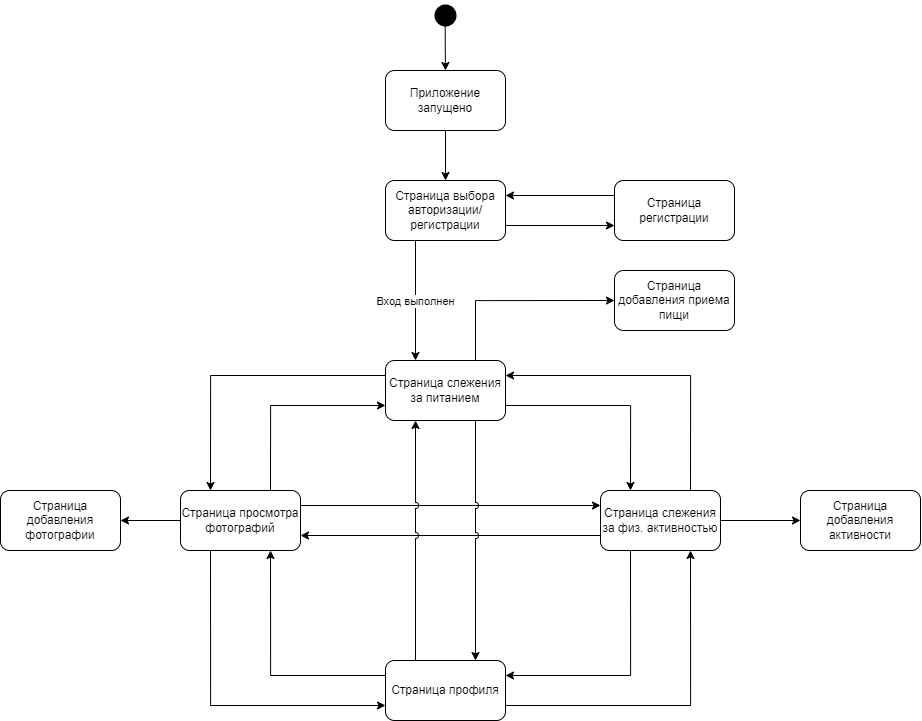 Приложение
запущено
Страница выбора
авторизации/
регистрации
Страница
регистрации
Страница
добавления приема
пищи
Вход выполнен
Страница слежения
за питанием
Страница
добавления
фотографии
Страница просмотра
фотографий
Страница слежения
за физ. активностью
Страница
добавления
активности
Страница профиля